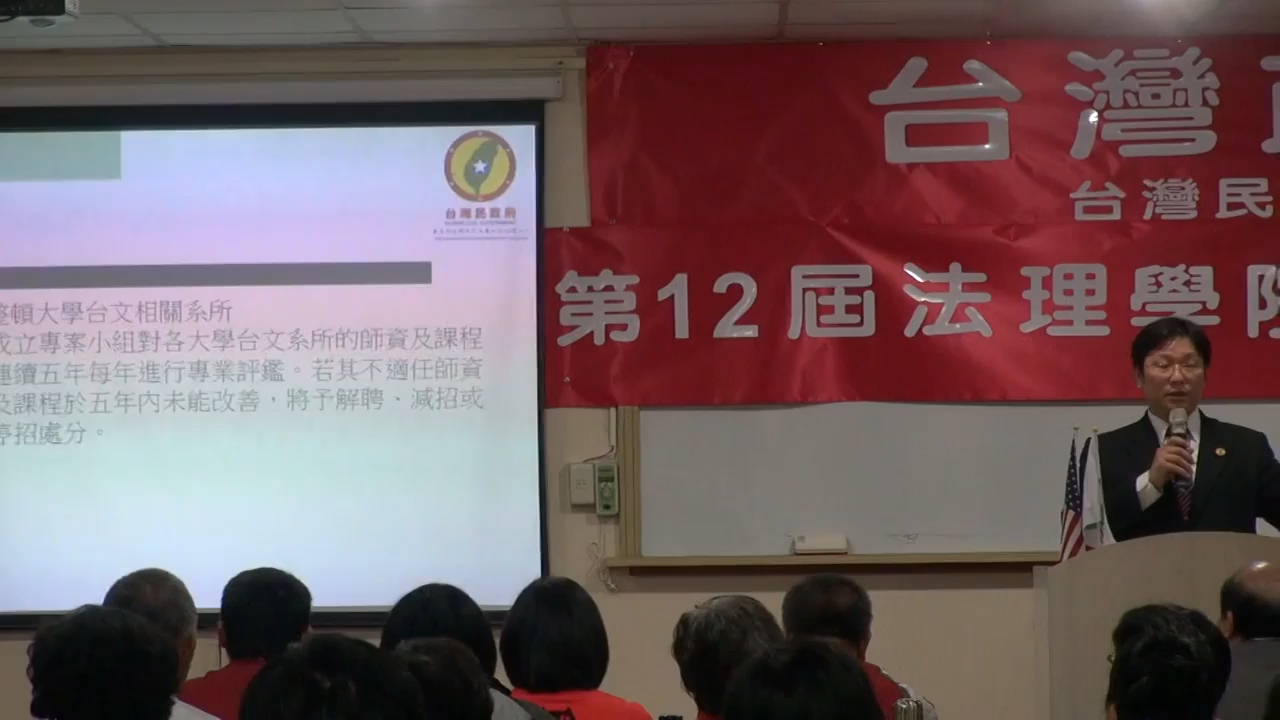 台灣
台灣民
第12屆法理學院
台灣民政府
整頓大學台文相關系所
成立專案小組對各大學台文系所的師資及課程
連續五年每年進行專業評鑑。若其不適任師資
及課程於五年內未能改善，將予解聘、減招或
停招處分。